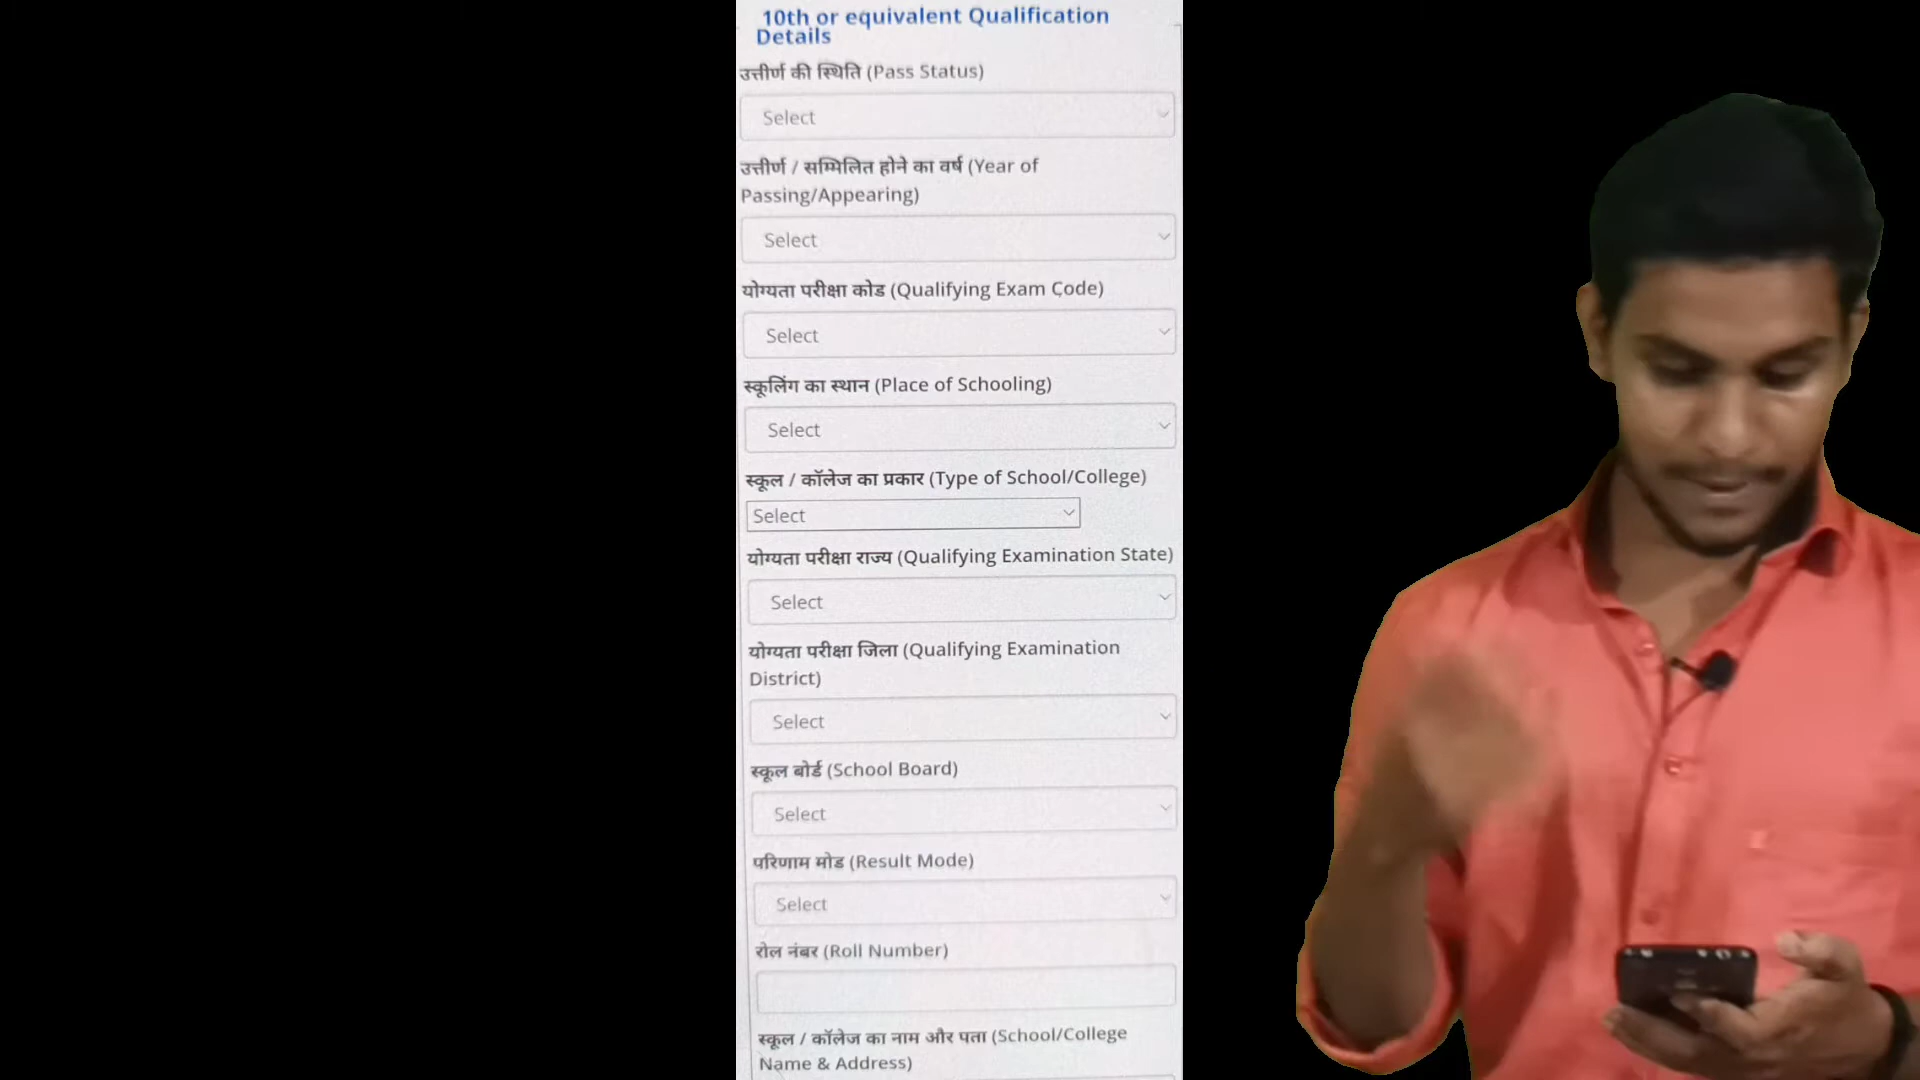 10th or equivalent Qualification
Details
उत्तीर्ण की स्थिति (Pass Status)
Select
उत्तीर्ण / सम्मिलित होने का वर्ष (Year of
Passing/Appearing)
Select
योग्यता परीक्षा कोड (Qualifying Exam Code)
Select
स्कूलिंग का स्थान (Place of Schooling)
Select
स्कूल / कॉलेज का प्रकार (Type of School/College)
Select
योग्यता परीक्षा राज्य (Qualifying Examination State)
Select
योग्यता परीक्षा जिला (Qualifying Examination
District)
Select
स्कूल बोर्ड (School Board)
Select
परिणाम मोड (Result Mode)
Select
रोल नंबर (Roll Number)
स्कूल / कॉलेज का नाम और पता (School/College
Name & Address)